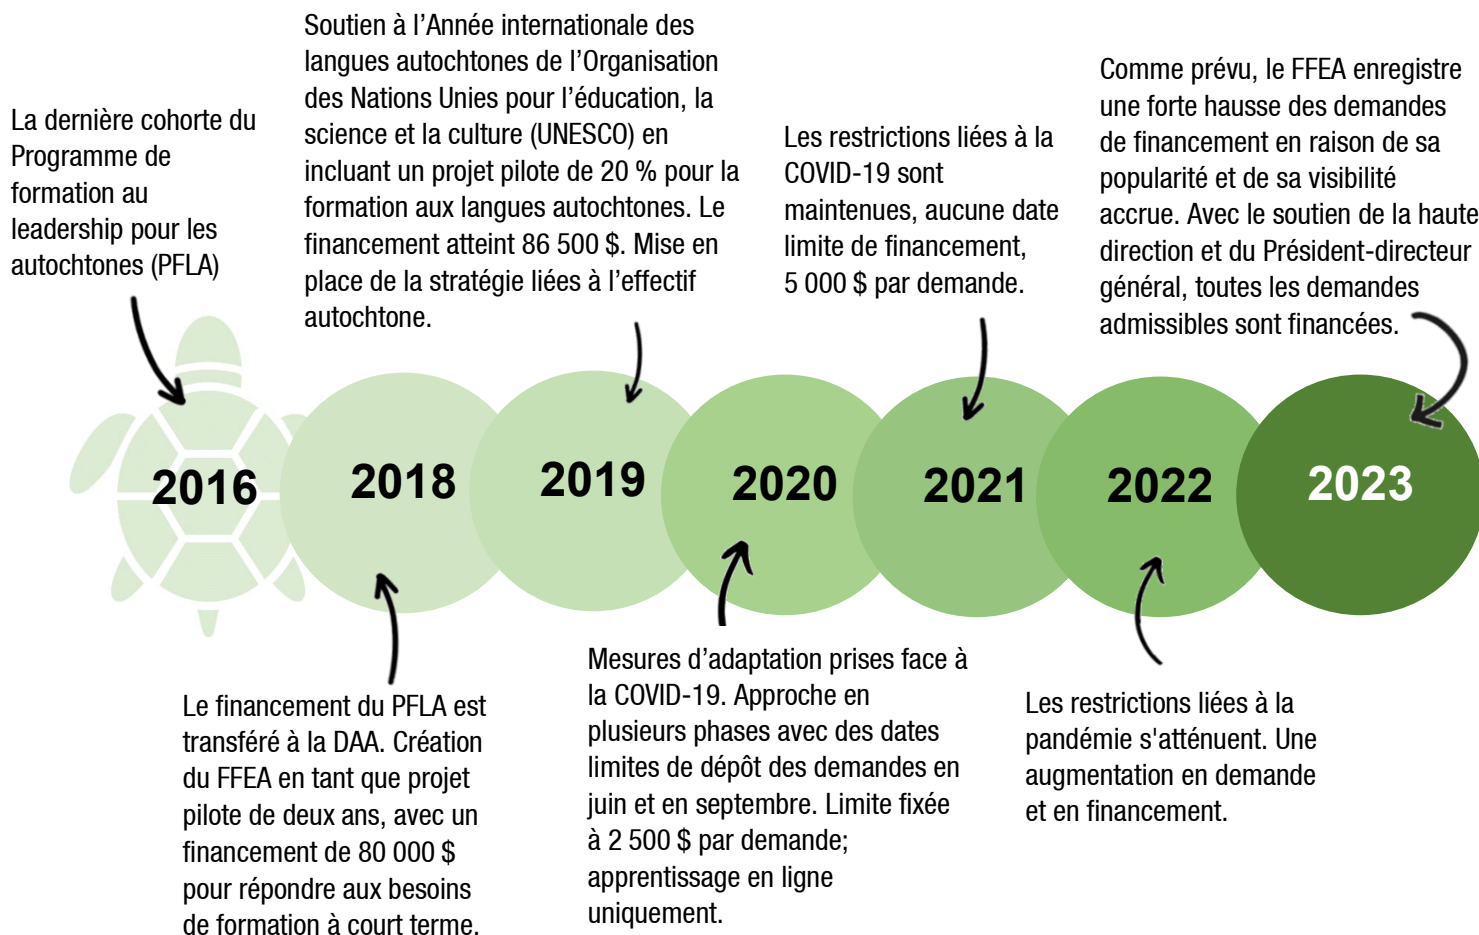 La dernière cohorte du
Programme de
formation au
leadership pour les
autochtones (PFLA)
Soutien à l’Année internationale des
langues autochtones de l’Organisation
des Nations Unies pour l’éducation, la
science et la culture (UNESCO) en
incluant un projet pilote de 20 % pour la
formation aux langues autochtones. Le
financement atteint 86 500 $. Mise en
place de la stratégie liées à l’effectif
autochtone.
Les restrictions liées à la
COVID-19 sont
maintenues, aucune date
limite de financement,
5 000 $ par demande.
Comme prévu, le FFEA enregistre
une forte hausse des demandes
de financement en raison de sa
popularité et de sa visibilité
accrue. Avec le soutien de la haute
direction et du Président-directeur
général, toutes les demandes
admissibles sont financées.
2016
2018
2019
2020
2021
2022
2023
Le financement du PFLA est
transféré à la DAA. Création
du FFEA en tant que projet
pilote de deux ans, avec un
financement de 80 000 $
pour répondre aux besoins
de formation à court terme.
Mesures d’adaptation prises face à
la COVID-19. Approche en
plusieurs phases avec des dates
limites de dépôt des demandes en
juin et en septembre. Limite fixée
à 2 500 $ par demande;
apprentissage en ligne
uniquement.
Les restrictions liées à la
pandémie s'atténuent. Une
augmentation en demande
et en financement.